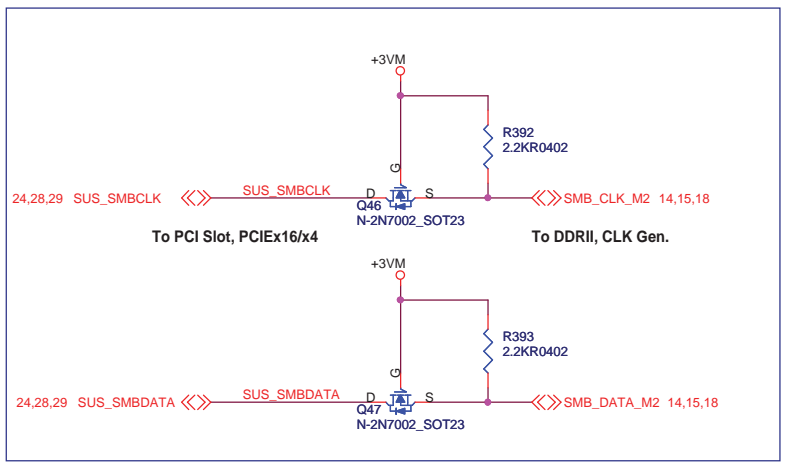 +3VM
R392
2.2KR0402
G
24,28,29 SUS_SMBCLK
SUS_SMBCLK
D
S
SMB_CLK_M2 14,15,18
Q46
N-2N7002_SOT23
To PCI Slot, PCIEx16/x4
To DDRII, CLK Gen.
+3VM
R393
2.2KR0402
G
24,28,29 SUS_SMBDATA
SUS_SMBDATA
D
S
SMB_DATA_M2 14,15,18
Q47
N-2N7002_SOT23